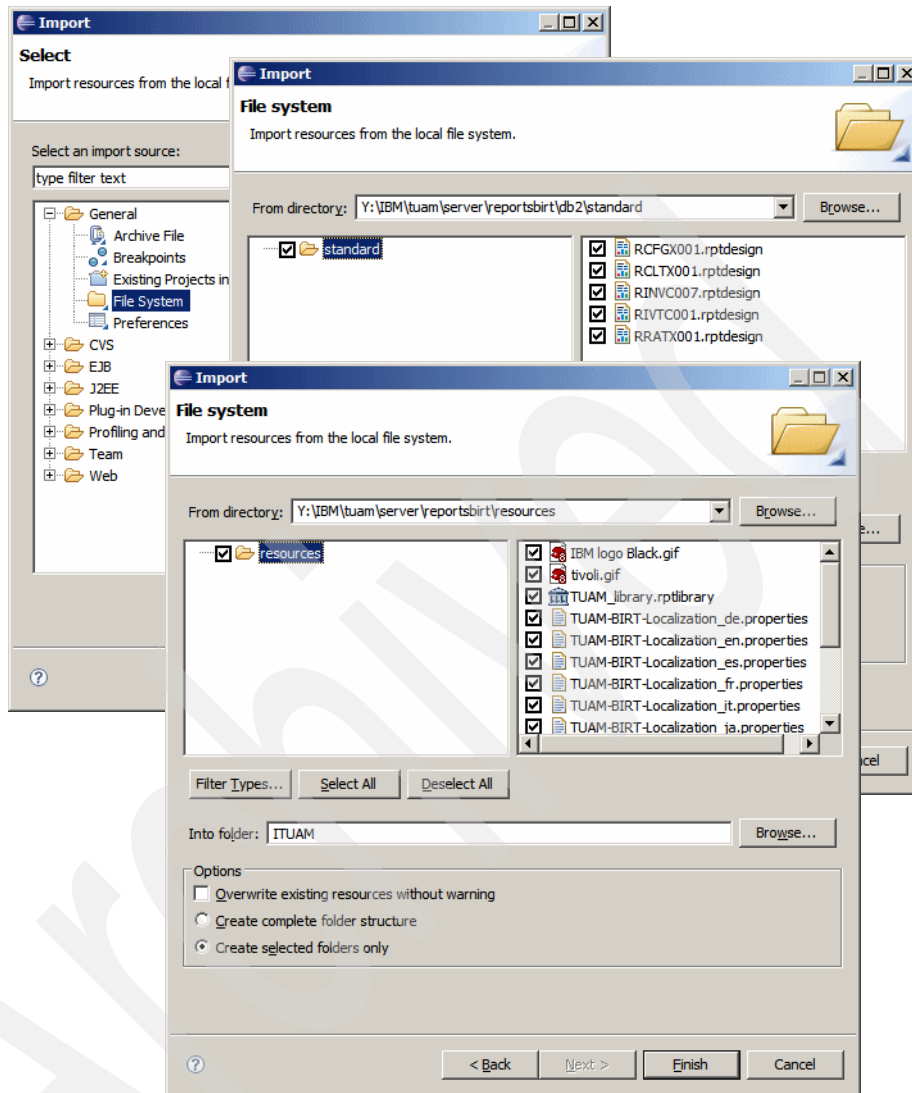 Import
Select
Import resources from the local f
Select an import source:
type filter text
General
Archive File
Breakpoints
Existing Projects in
File System
Preferences
CVS
EJB
J2EE
Plug-in Deve
Profiling and
Team
Web
Import
File system
Import resources from the local file system.
From directory: Y:\IBM\tuam\server\reportsbirt\db2\standard Browse...
standard
RCFGX001.rptdesign
RCLTX001.rptdesign
RINVC007.rptdesign
RIVTC001.rptdesign
RRATX001.rptdesign
e...
ncel
Import
File system
Import resources from the local file system.
From directory: Y:\IBM\tuam\server\reportsbirt\resources Browse...
resources
IBM logo Black.gif
tivoli.gif
TUAM_library.rptlibrary
TUAM-BIRT-Localization_de.properties
TUAM-BIRT-Localization_en.properties
TUAM-BIRT-Localization_es.properties
TUAM-BIRT-Localization_fr.properties
TUAM-BIRT-Localization_it.properties
TUAM-BIRT-Localization_ja.properties
Filter Types... Select All Deselect All
Into folder: ITUAM Browse...
Options
Overwrite existing resources without warning
Create complete folder structure
Create selected folders only
< Back Next > Finish Cancel
Archived